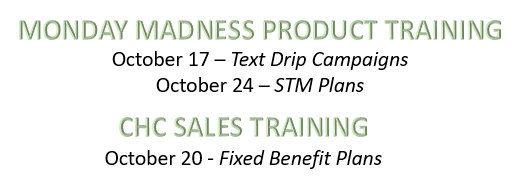 MONDAY MADNESS PRODUCT TRAINING
October 17 – Text Drip Campaigns
October 24 – STM Plans
CHC SALES TRAINING
October 20 - Fixed Benefit Plans